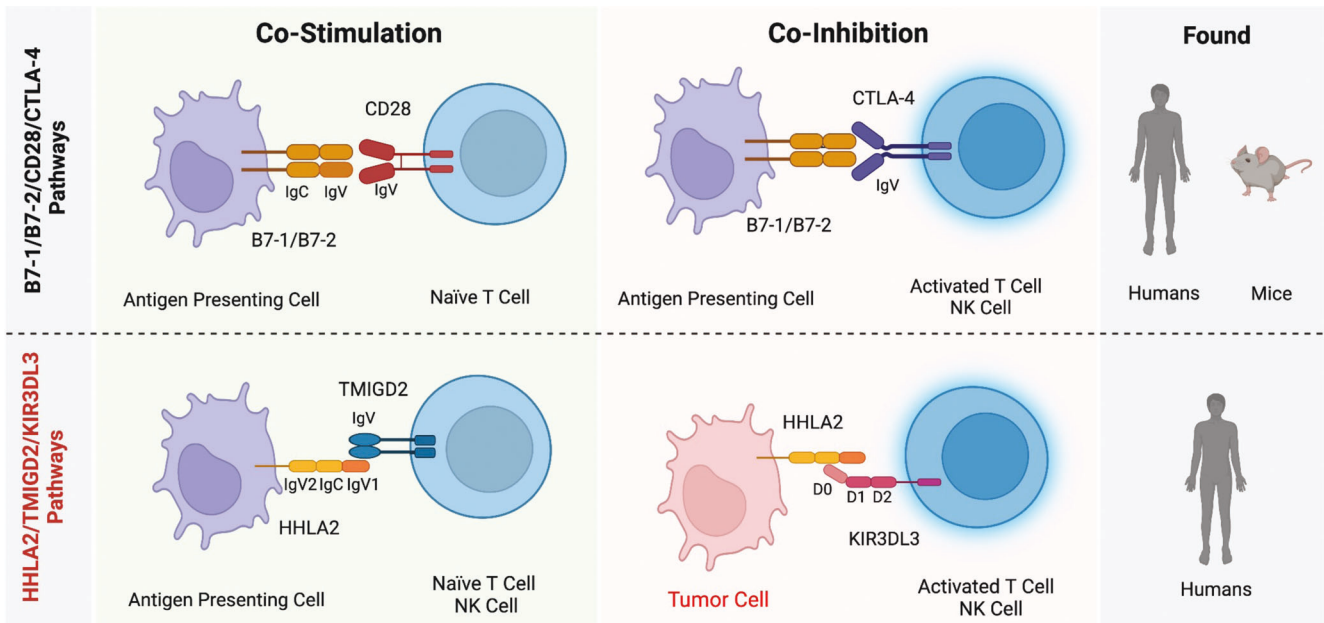 Co-Stimulation
Co-Inhibition
Found
B7-1/B7-2/CD28/CTLA-4
Pathways
CD28
IgC
IgV
IgV
B7-1/B7-2
Antigen Presenting Cell
Naïve T Cell
CTLA-4
IgV
B7-1/B7-2
Antigen Presenting Cell
Activated T Cell
NK Cell
Humans
Mice
HHLA2/TMIGD2/KIR3DL3
Pathways
TMIGD2
IgV
IgV2 IgC IgV1
HHLA2
Antigen Presenting Cell
Naïve T Cell
NK Cell
HHLA2
D0
D1 D2
KIR3DL3
Tumor Cell
Activated T Cell
NK Cell
Humans